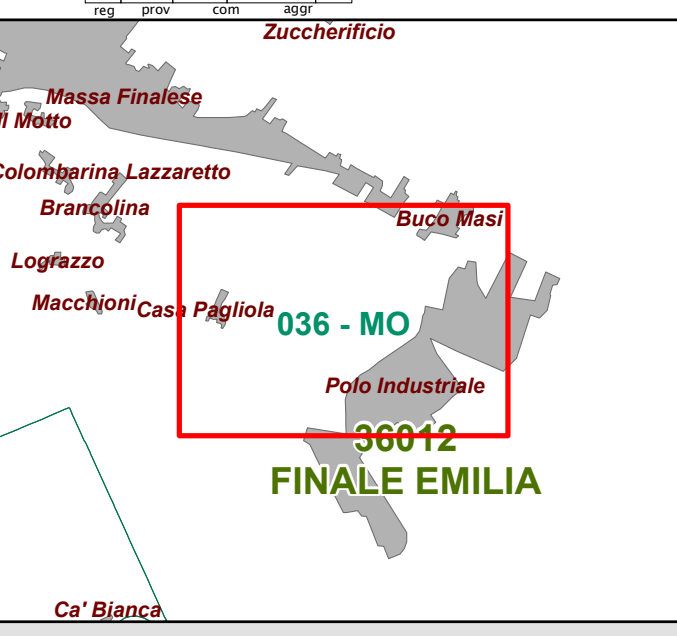 reg prov com aggr
Zuccherificio
Massa Finalese
Il Motto
Colombarina Lazzaretto
Brancolina
Buco Masi
Lograzzo
Macchioni
Casa Pagliola
036 - MO
Polo Industriale
36012
FINALE EMILIA
Ca' Bianca